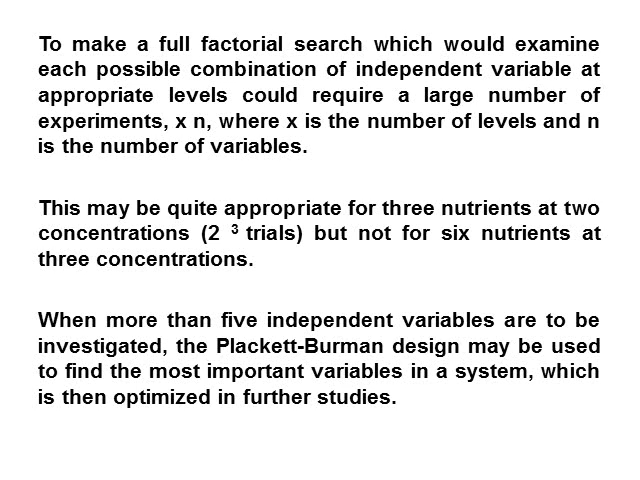 To make a full factorial search which would examine
each possible combination of independent variable at
appropriate levels could require a large number of
experiments, x n, where x is the number of levels and n
is the number of variables.
This may be quite appropriate for three nutrients at two
concentrations (2 ³ trials) but not for six nutrients at
three concentrations.
When more than five independent variables are to be
investigated, the Plackett-Burman design may be used
to find the most important variables in a system, which
is then optimized in further studies.